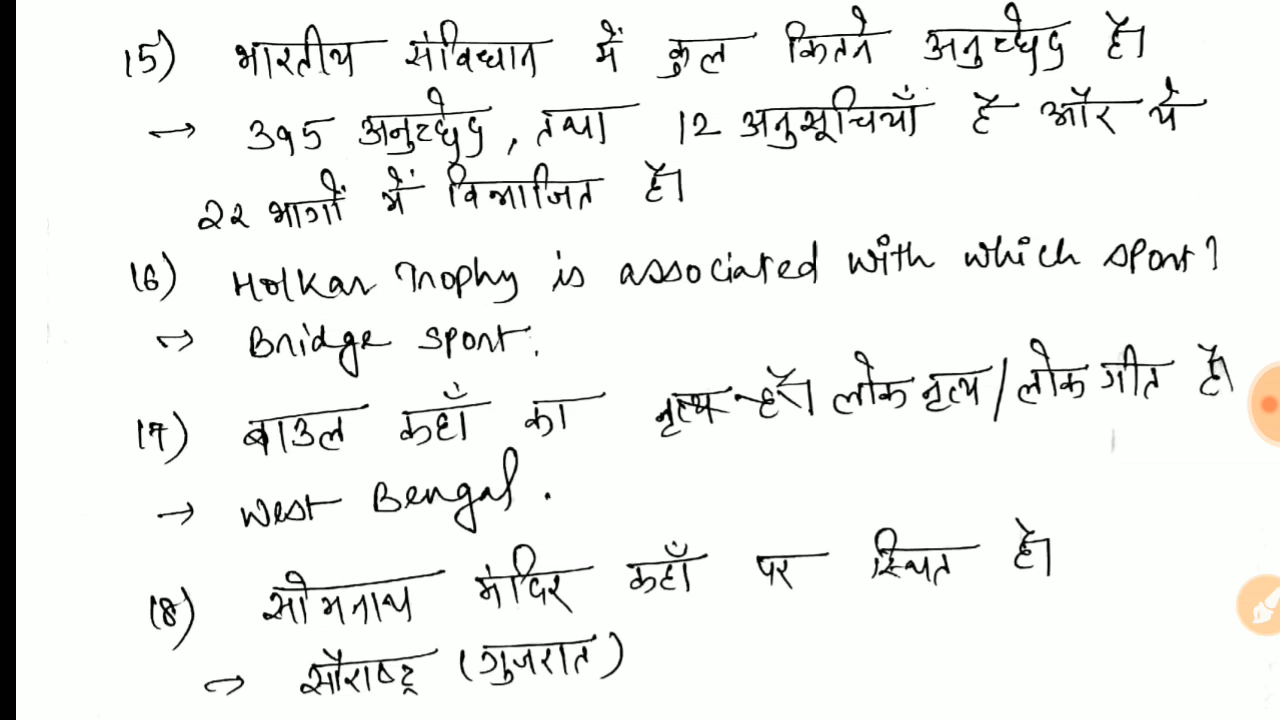 15) भारतीय संविधान में कुल कितने अनुच्छेद है।
→ 395 अनुच्छेद, तथा 12 अनुसूचियाँ है और ये
22 भागों में विभाजित है।
16) Holkar Trophy is associated with which sport?
→ Bridge sport.
17) बाउल कहाँ का नृत्य है। लोक नृत्य/लोक गीत है।
→ West Bengal.
18) सोमनाथ मंदिर कहाँ पर स्थित है।
→ सौराष्ट्र (गुजरात)